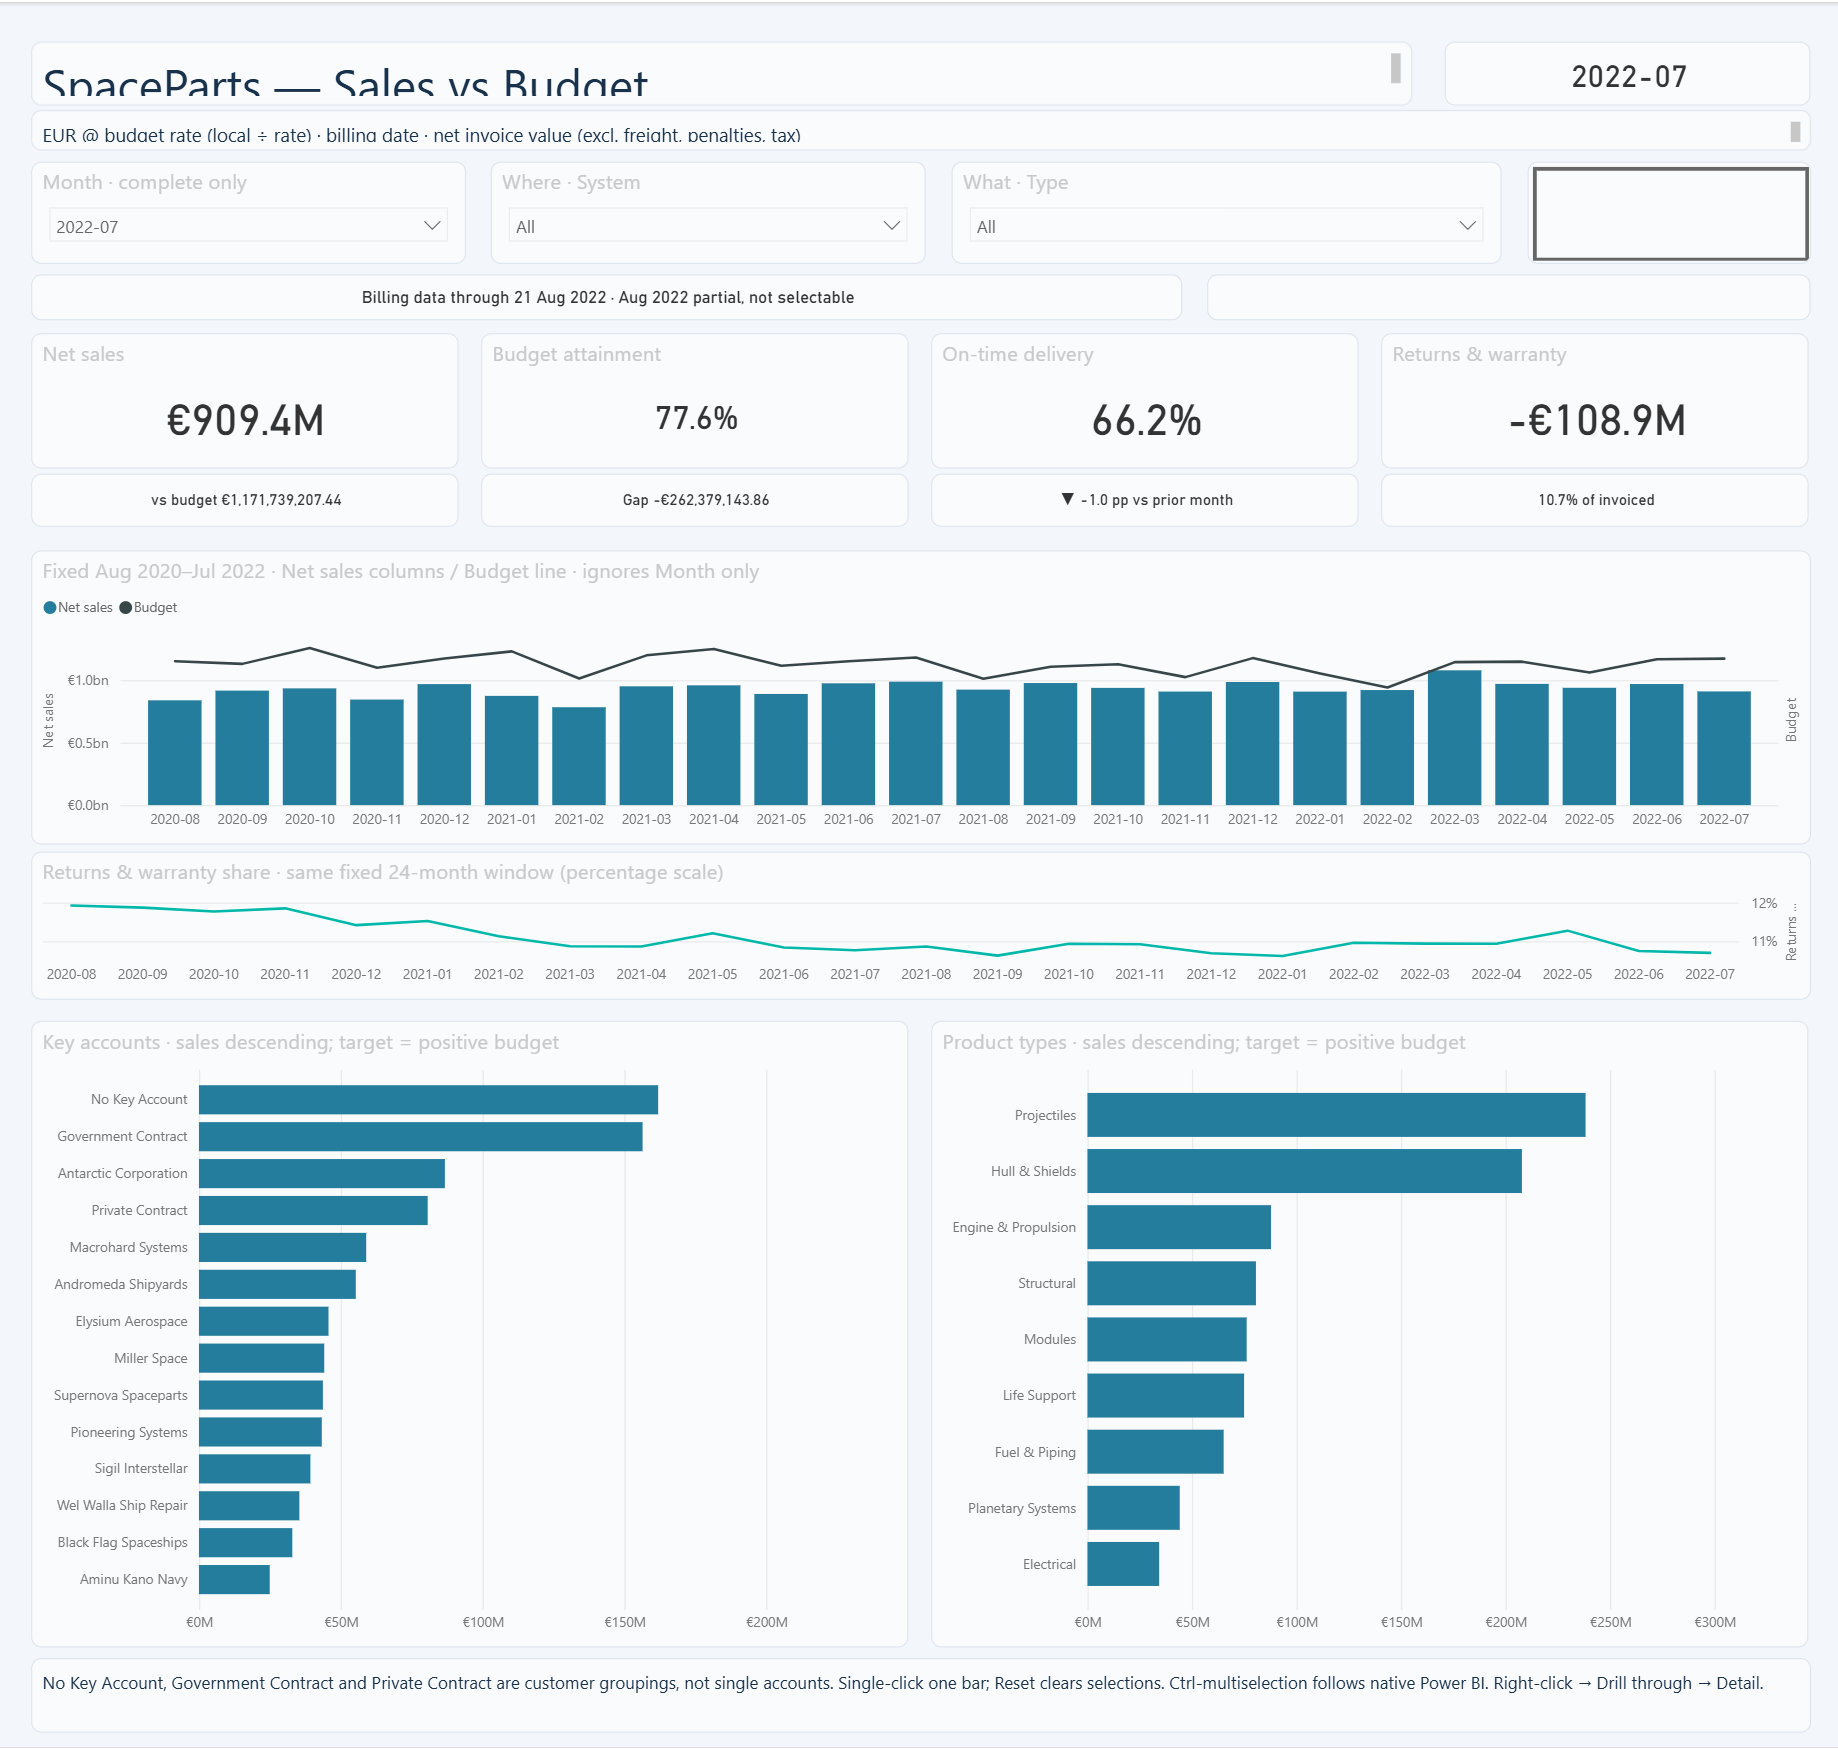 SpaceParts — Sales vs Budget
2022-07
EUR @ budget rate (local ÷ rate) · billing date · net invoice value (excl. freight, penalties, tax)
Month · complete only
Where · System
What · Type
2022-07
All
All
Billing data through 21 Aug 2022 · Aug 2022 partial, not selectable
Net sales
Budget attainment
On-time delivery
Returns & warranty
€909.4M
77.6%
66.2%
-€108.9M
vs budget €1,171,739,207.44
Gap -€262,379,143.86
▼ -1.0 pp vs prior month
10.7% of invoiced
Fixed Aug 2020–Jul 2022 · Net sales columns / Budget line · ignores Month only
Net sales Budget
€1.0bn
€0.5bn
€0.0bn
Net sales
Budget
2020-08 2020-09 2020-10 2020-11 2020-12 2021-01 2021-02 2021-03 2021-04 2021-05 2021-06 2021-07 2021-08 2021-09 2021-10 2021-11 2021-12 2022-01 2022-02 2022-03 2022-04 2022-05 2022-06 2022-07
Returns & warranty share · same fixed 24-month window (percentage scale)
12%
11%
Returns ...
2020-08 2020-09 2020-10 2020-11 2020-12 2021-01 2021-02 2021-03 2021-04 2021-05 2021-06 2021-07 2021-08 2021-09 2021-10 2021-11 2021-12 2022-01 2022-02 2022-03 2022-04 2022-05 2022-06 2022-07
Key accounts · sales descending; target = positive budget
No Key Account
Government Contract
Antarctic Corporation
Private Contract
Macrohard Systems
Andromeda Shipyards
Elysium Aerospace
Miller Space
Supernova Spaceparts
Pioneering Systems
Sigil Interstellar
Wel Walla Ship Repair
Black Flag Spaceships
Aminu Kano Navy
€0M €50M €100M €150M €200M
Product types · sales descending; target = positive budget
Projectiles
Hull & Shields
Engine & Propulsion
Structural
Modules
Life Support
Fuel & Piping
Planetary Systems
Electrical
€0M €50M €100M €150M €200M €250M €300M
No Key Account, Government Contract and Private Contract are customer groupings, not single accounts. Single-click one bar; Reset clears selections. Ctrl-multiselection follows native Power BI. Right-click → Drill through → Detail.